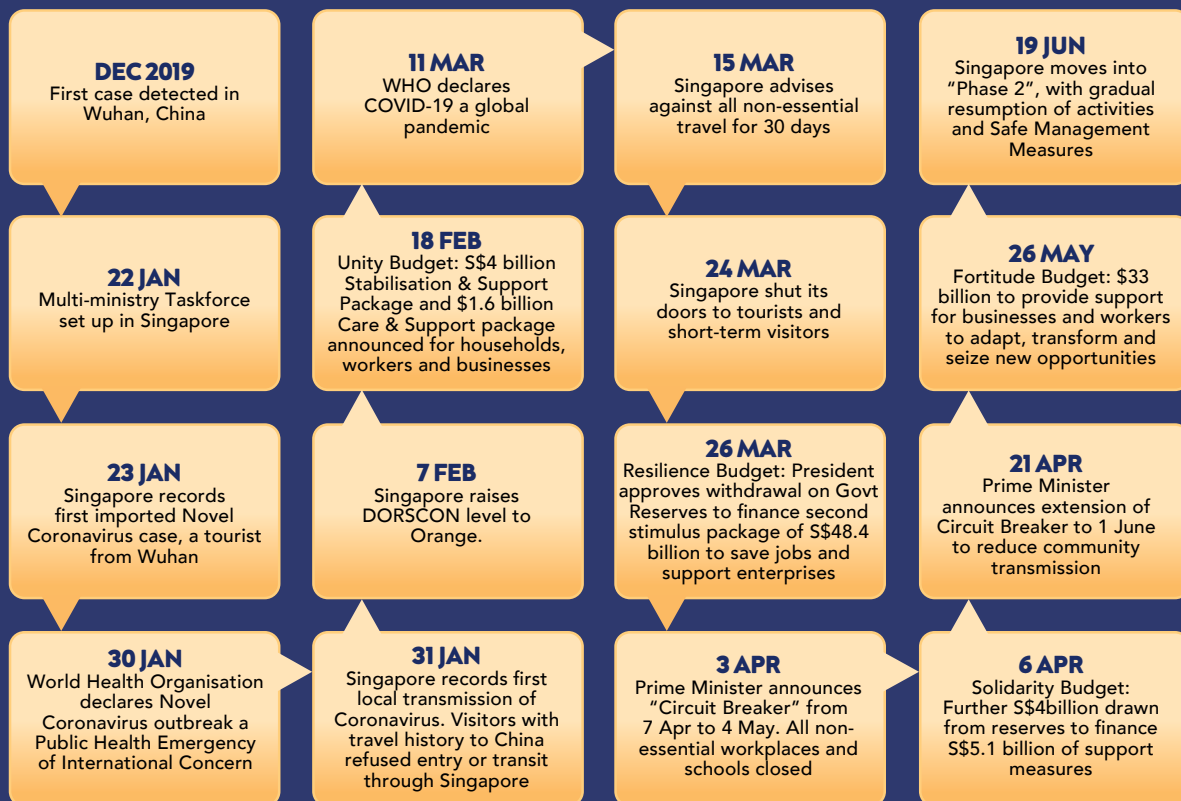 DEC 2019
First case detected in
Wuhan, China
22 JAN
Multi-ministry Taskforce
set up in Singapore
23 JAN
Singapore records
first imported Novel
Coronavirus case, a tourist
from Wuhan
30 JAN
World Health Organisation
declares Novel
Coronavirus outbreak a
Public Health Emergency
of International Concern
31 JAN
Singapore records first
local transmission of
Coronavirus. Visitors with
travel history to China
refused entry or transit
through Singapore
7 FEB
Singapore raises
DORSCON level to
Orange.
18 FEB
Unity Budget: S$4 billion
Stabilisation & Support
Package and $1.6 billion
Care & Support package
announced for households,
workers and businesses
11 MAR
WHO declares
COVID-19 a global
pandemic
15 MAR
Singapore advises
against all non-essential
travel for 30 days
24 MAR
Singapore shut its
doors to tourists and
short-term visitors
26 MAR
Resilience Budget: President
approves withdrawal on Govt
Reserves to finance second
stimulus package of S$48.4
billion to save jobs and
support enterprises
3 APR
Prime Minister announces
“Circuit Breaker” from
7 Apr to 4 May. All non-
essential workplaces and
schools closed
6 APR
Solidarity Budget:
Further S$4billion drawn
from reserves to finance
S$5.1 billion of support
measures
21 APR
Prime Minister
announces extension of
Circuit Breaker to 1 June
to reduce community
transmission
26 MAY
Fortitude Budget: $33
billion to provide support
for businesses and workers
to adapt, transform and
seize new opportunities
19 JUN
Singapore moves into
“Phase 2”, with gradual
resumption of activities
and Safe Management
Measures